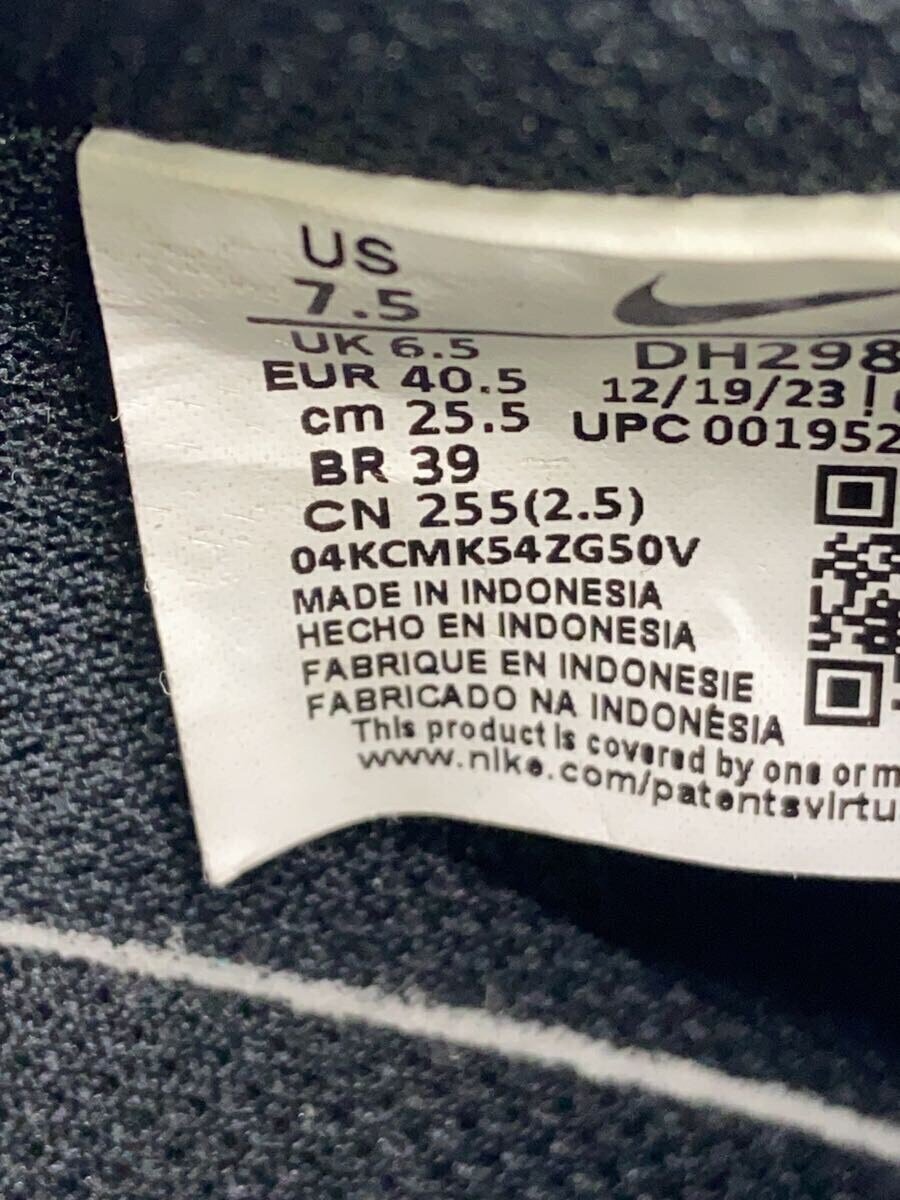 US
7.5
UK 6.5
EUR 40.5
cm 25.5
BR 39
CN 255(2.5)
04KCMK54ZG50V
DH298
12/19/23
UPC 001952
MADE IN INDONESIA
HECHO EN INDONESIA
FABRIQUE EN INDONESIE
FABRICADO NA INDONÉSIA
This product is covered by one or m
www.nike.com/patentsvirtu